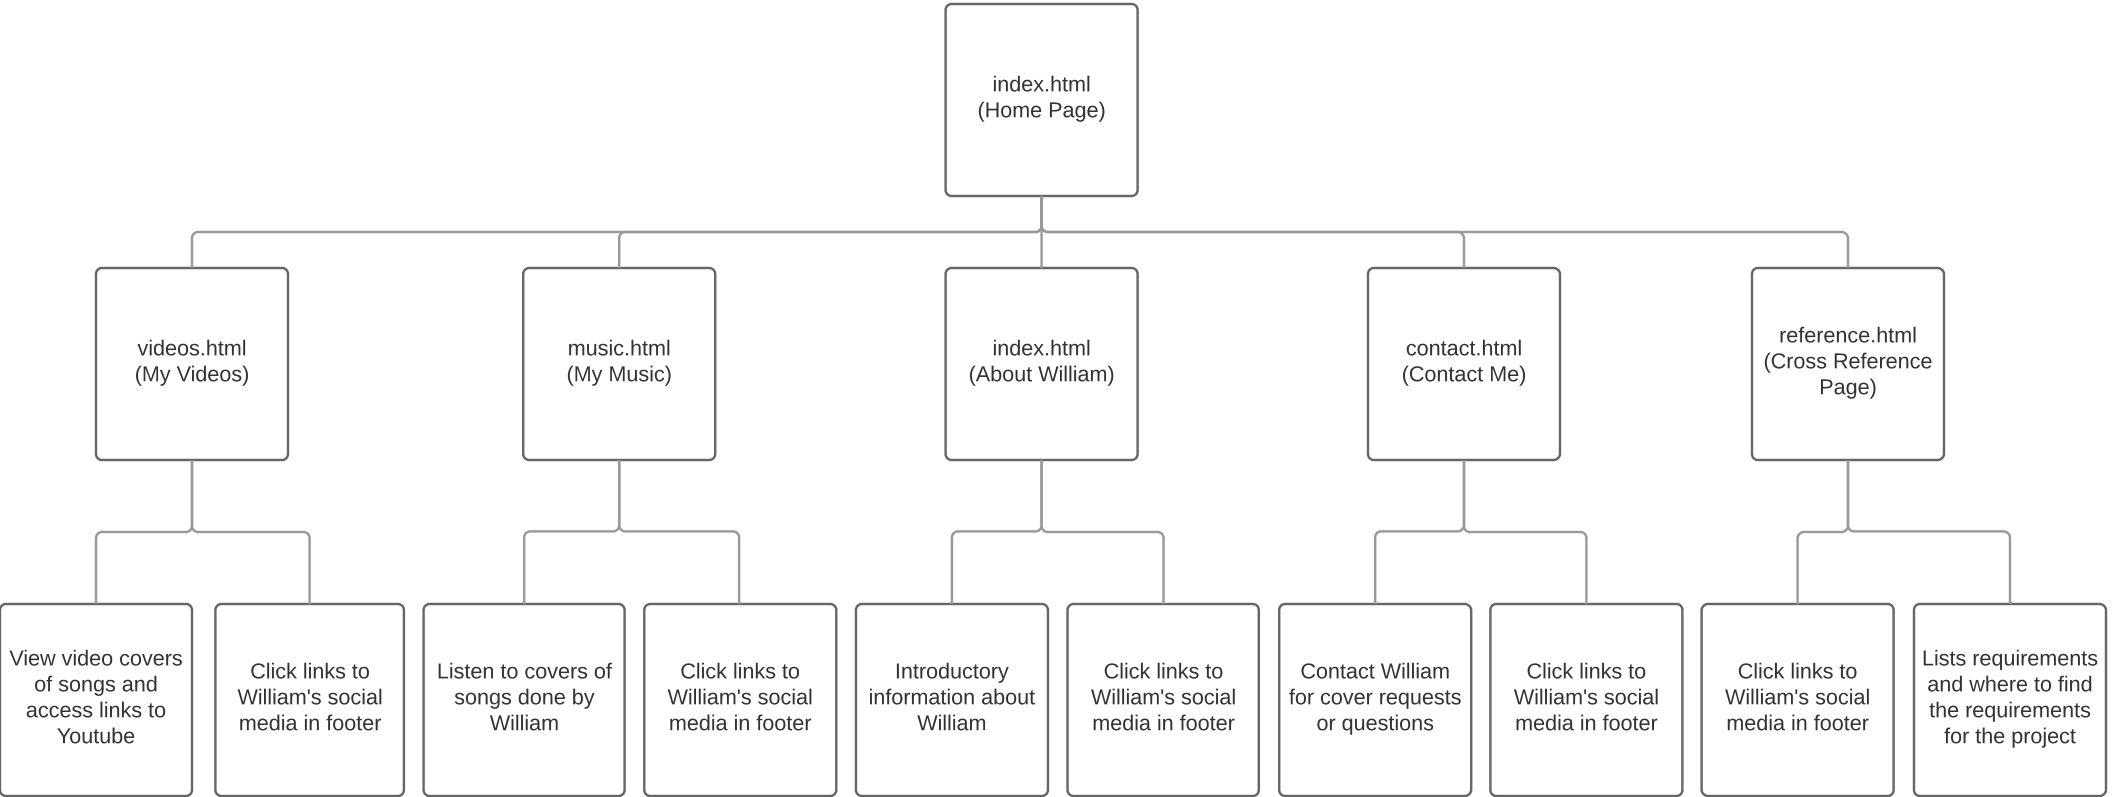 index.html
(Home Page)
videos.html
(My Videos)
music.html
(My Music)
index.html
(About William)
contact.html
(Contact Me)
reference.html
(Cross Reference
Page)
View video covers
of songs and
access links to
Youtube
Click links to
William's social
media in footer
Listen to covers of
songs done by
William
Click links to
William's social
media in footer
Introductory
information about
William
Click links to
William's social
media in footer
Contact William
for cover requests
or questions
Click links to
William's social
media in footer
Click links to
William's social
media in footer
Lists requirements
and where to find
the requirements
for the project